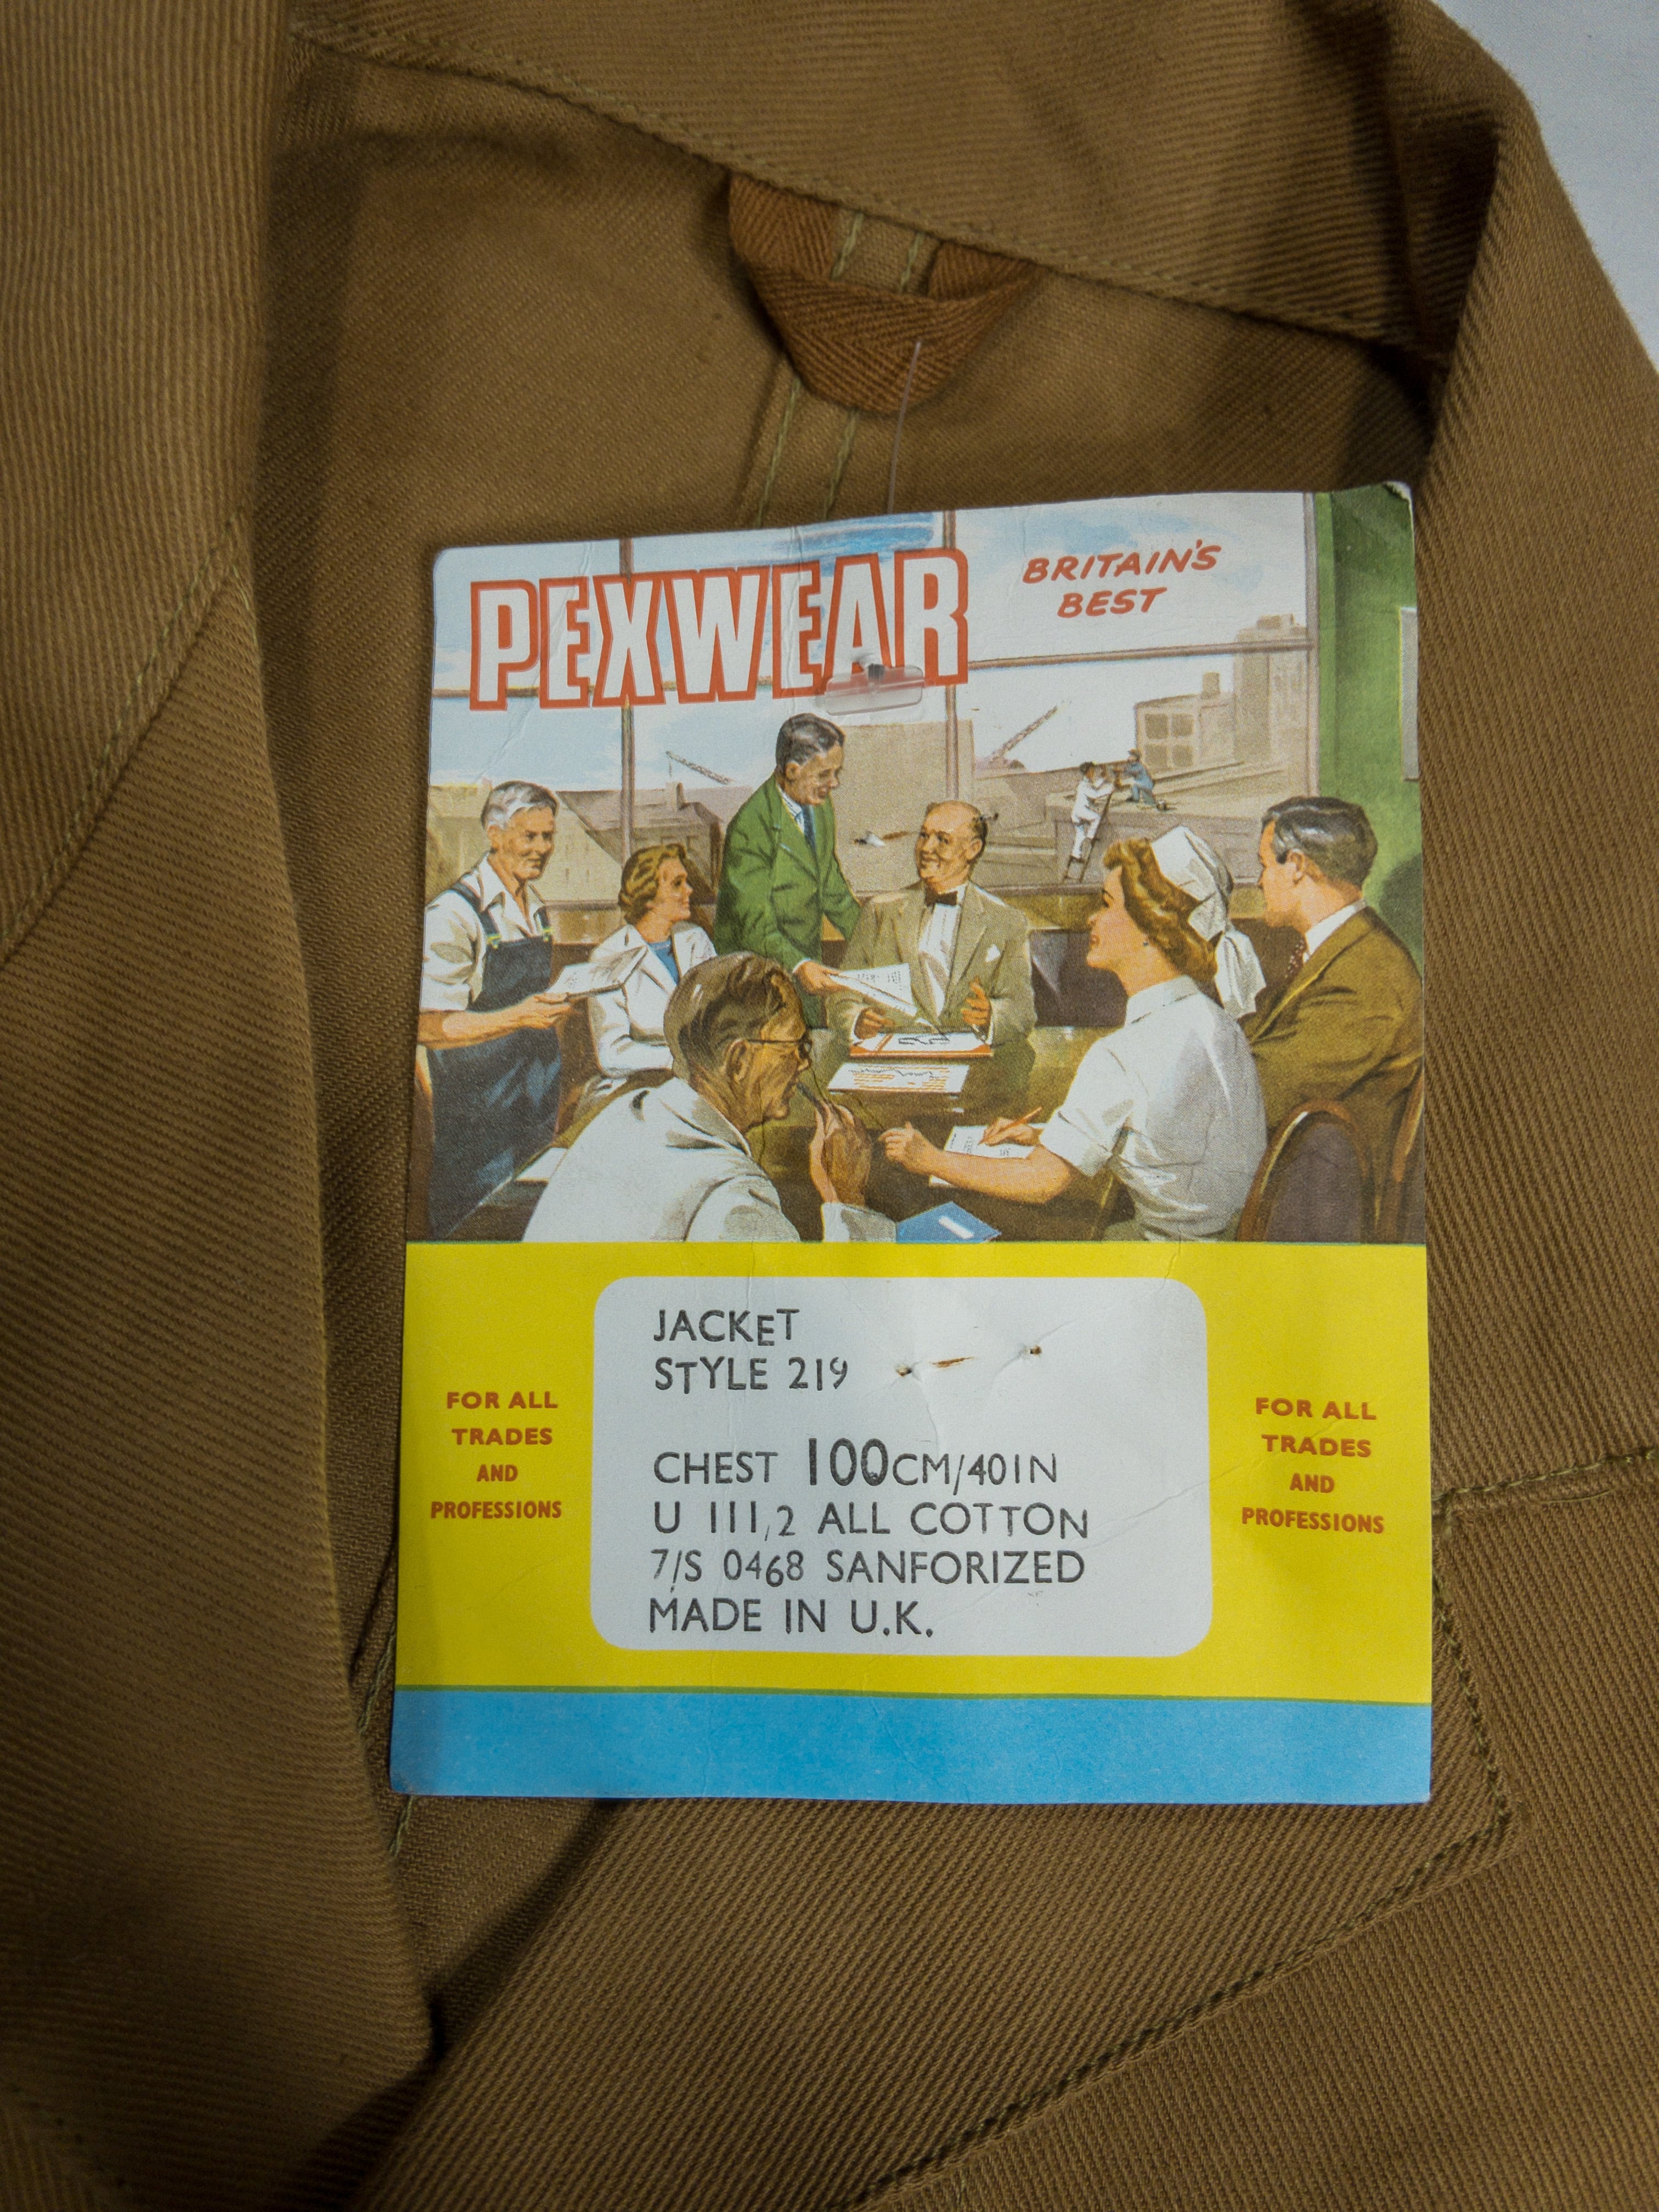 PEXWEAR
BRITAIN'S
BEST
JACKET
STYLE 219
CHEST 100CM/40IN
U 111,2 ALL COTTON
7/S 0468 SANFORIZED
MADE IN U.K.
FOR ALL
TRADES
AND
PROFESSIONS
FOR ALL
TRADES
AND
PROFESSIONS